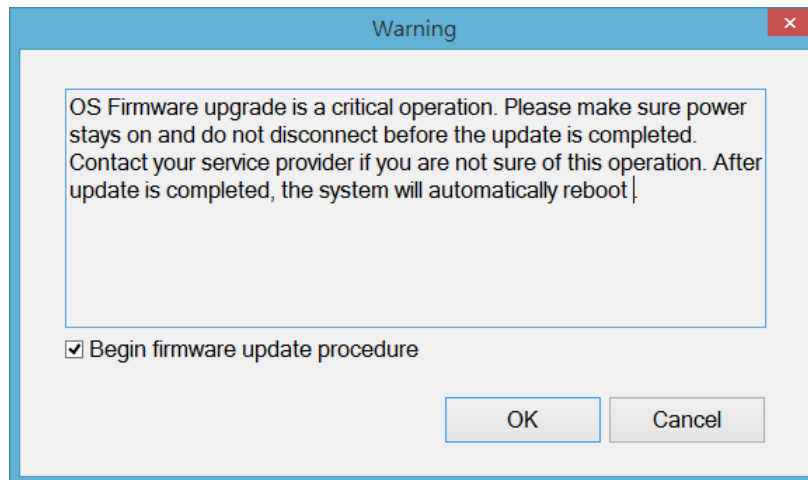 Warning
OS Firmware upgrade is a critical operation. Please make sure power
stays on and do not disconnect before the update is completed.
Contact your service provider if you are not sure of this operation. After
update is completed, the system will automatically reboot .
Begin firmware update procedure
OK
Cancel